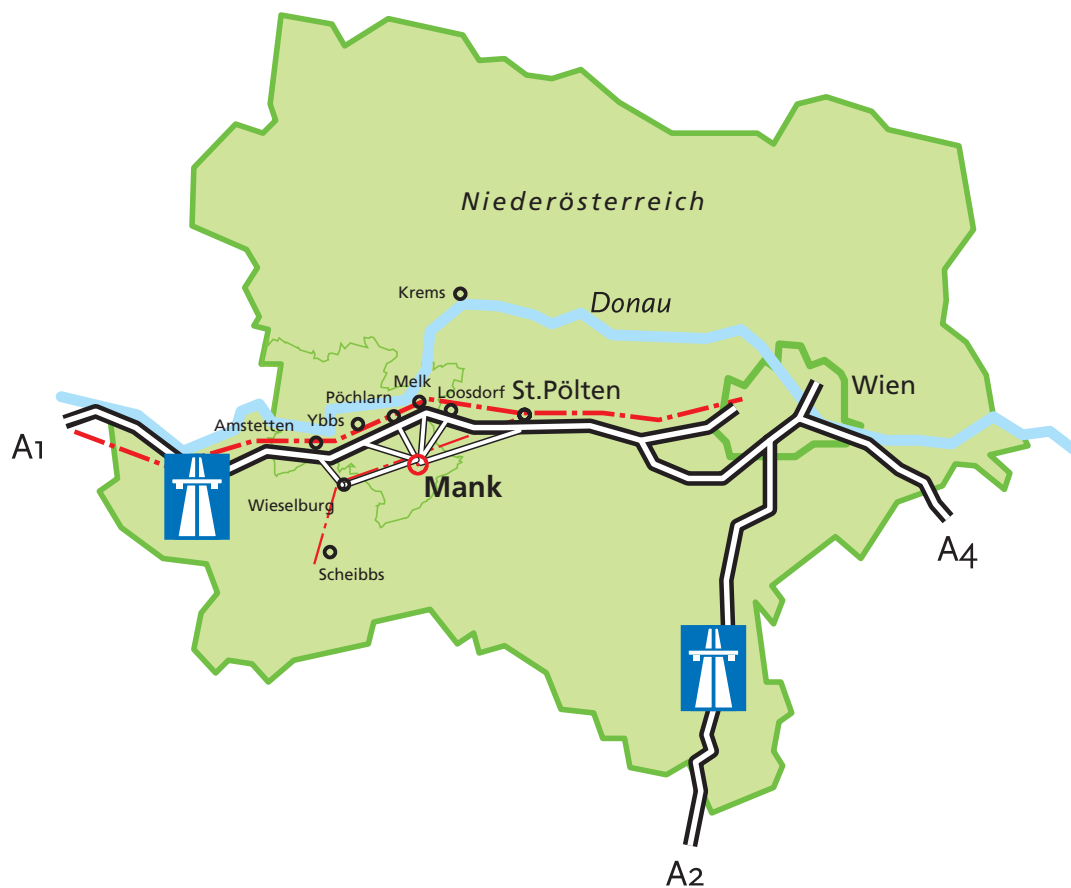 Niederösterreich
Krems
Donau
Melk
Loosdorf
St.Pölten
Wien
Pöchlarn
Ybbs
Amstetten
A1
Mank
Wieselburg
A4
Scheibbs
A2